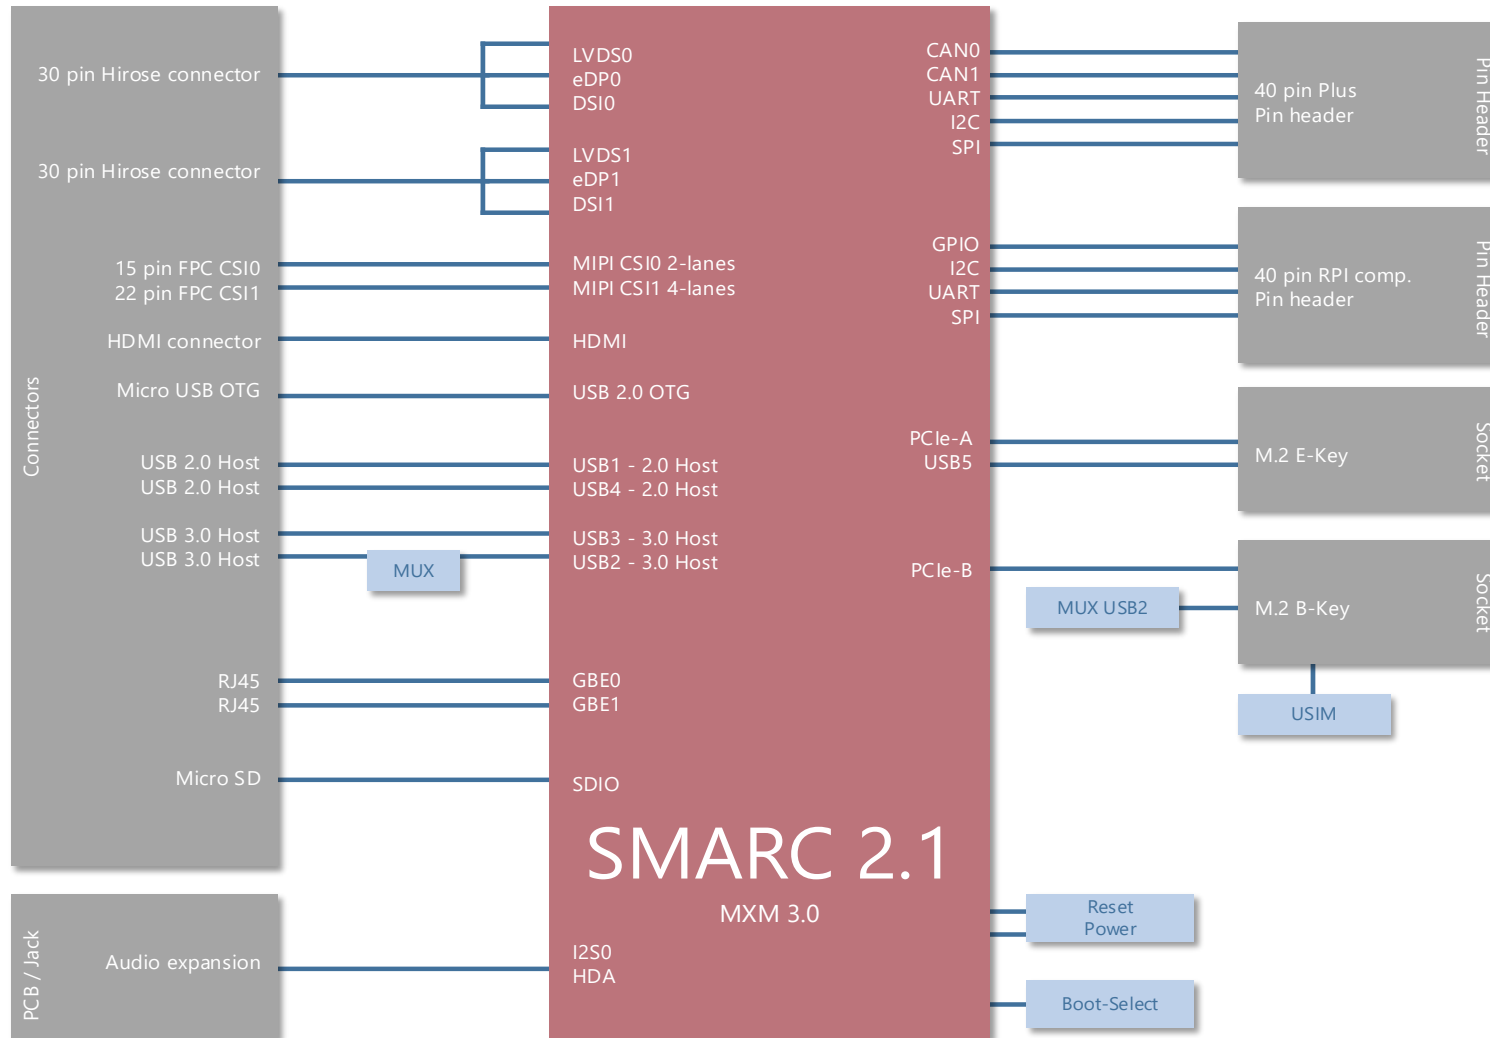 30 pin Hirose connector
30 pin Hirose connector
15 pin FPC CSI0
22 pin FPC CSI1
HDMI connector
Micro USB OTG
Connectors
USB 2.0 Host
USB 2.0 Host
USB 3.0 Host
USB 3.0 Host
MUX
RJ45
RJ45
Micro SD
PCB / Jack
Audio expansion
LVDS0
eDP0
DSI0
LVDS1
eDP1
DSI1
MIPI CSI0 2-lanes
MIPI CSI1 4-lanes
HDMI
USB 2.0 OTG
USB1 - 2.0 Host
USB4 - 2.0 Host
USB3 - 3.0 Host
USB2 - 3.0 Host
GBE0
GBE1
SDIO
SMARC 2.1
MXM 3.0
I2S0
HDA
CAN0
CAN1
UART
I2C
SPI
GPIO
I2C
UART
SPI
PCIe-A
USB5
PCIe-B
40 pin Plus
Pin header
Pin Header
40 pin RPI comp.
Pin header
Pin Header
M.2 E-Key
Socket
MUX USB2
M.2 B-Key
Socket
USIM
Reset
Power
Boot-Select